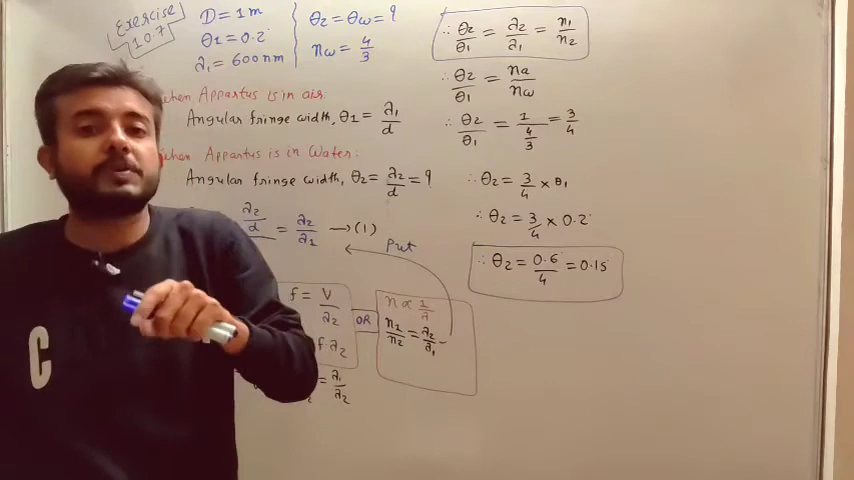 Exercise
10.7
D = 1 m
θ1 = 0.2°
λ1 = 600 nm
θ2 = θw = ?
nw = 4/3
when Appartus is in air:
Angular fringe width, θ1 = λ1/d
when Appartus is in Water:
Angular fringe width, θ2 = λ2/d = ?
λ2/d = λ2/λ1 → (1)
Put
f = V/λ2
f λ2
= λ1/λ2
OR
n ∝ 1/λ
n1/n2 = λ2/λ1
∴ θ2/θ1 = λ2/λ1 = n1/n2
∴ θ2/θ1 = na/nw
∴ θ2/θ1 = 1/(4/3) = 3/4
∴ θ2 = 3/4 × θ1
∴ θ2 = 3/4 × 0.2°
∴ θ2 = 0.6°/4 = 0.15°
C